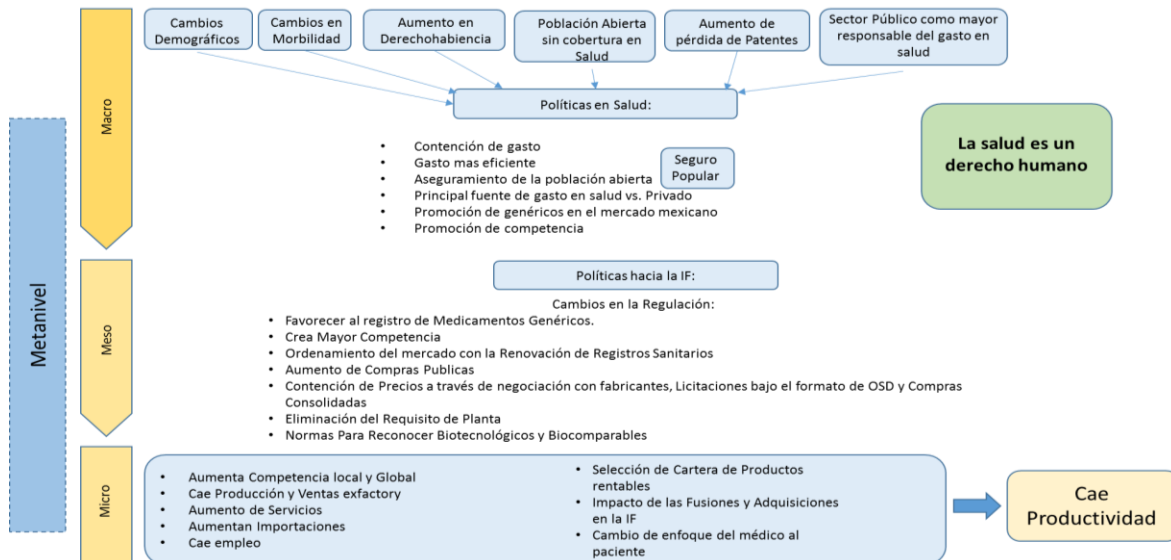 Cambios
Demográficos
Cambios en
Morbilidad
Aumento en
Derechohabiencia
Población Abierta
sin cobertura en
Salud
Aumento de
pérdida de Patentes
Sector Público como mayor
responsable del gasto en
salud
Políticas en Salud:
Macro
Metanivel
• Contención de gasto
• Gasto mas eficiente
• Aseguramiento de la población abierta
• Principal fuente de gasto en salud vs. Privado
• Promoción de genéricos en el mercado mexicano
• Promoción de competencia
Seguro
Popular
La salud es un
derecho humano
Políticas hacia la IF:
Meso
Cambios en la Regulación:
• Favorecer al registro de Medicamentos Genéricos.
• Crea Mayor Competencia
• Ordenamiento del mercado con la Renovación de Registros Sanitarios
• Aumento de Compras Publicas
• Contención de Precios a través de negociación con fabricantes, Licitaciones bajo el formato de OSD y Compras
Consolidadas
• Eliminación del Requisito de Planta
• Normas Para Reconocer Biotecnológicos y Biocomparables
Micro
• Aumenta Competencia local y Global
• Cae Producción y Ventas exfactory
• Aumento de Servicios
• Aumentan Importaciones
• Cae empleo
• Selección de Cartera de Productos
rentables
• Impacto de las Fusiones y Adquisiciones
en la IF
• Cambio de enfoque del médico al
paciente
Cae
Productividad